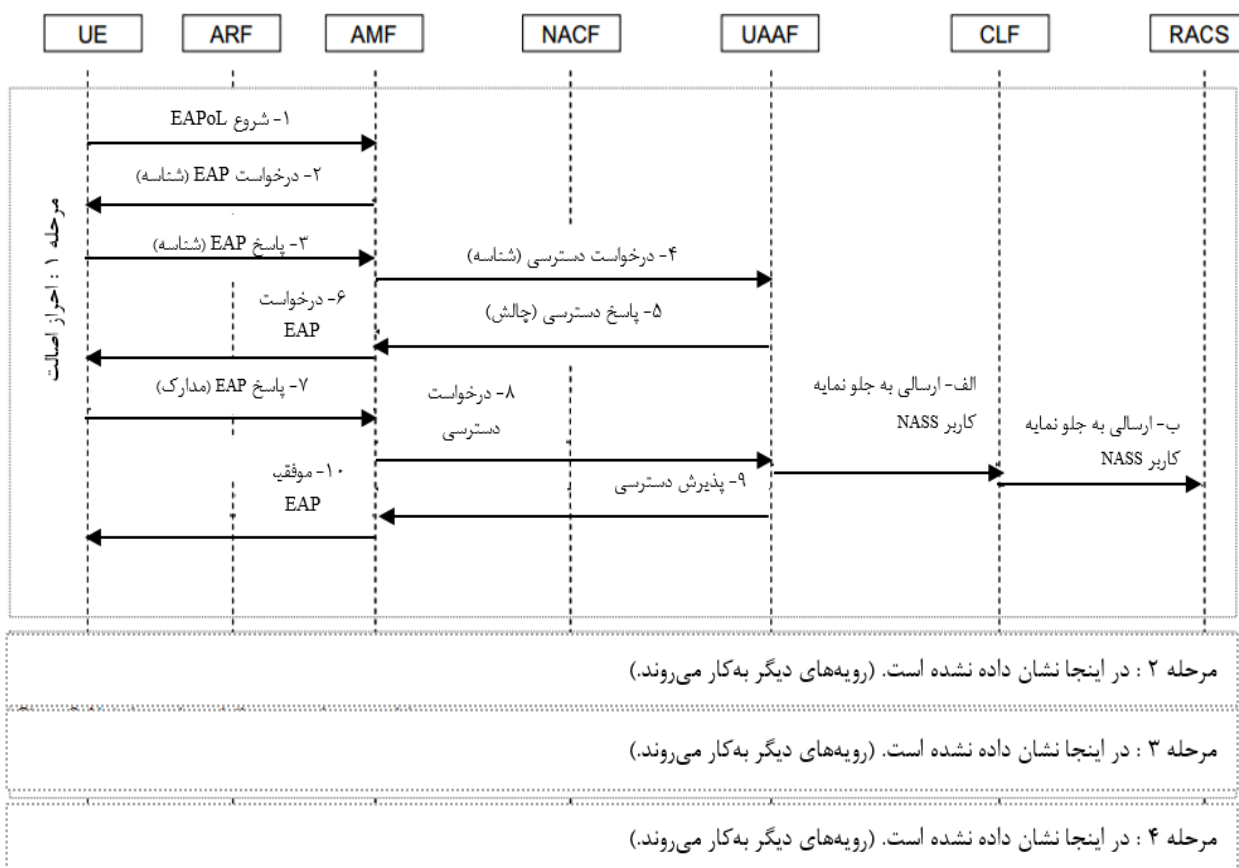 UE ARF AMF NACF UAAF CLF RACS
مرحله ۱ : احراز اصالت
۱- شروع EAPoL
۲- درخواست EAP (شناسه)
۳- پاسخ EAP (شناسه)
۴- درخواست دسترسی (شناسه)
۵- پاسخ دسترسی (چالش)
۶- درخواست
EAP
۷- پاسخ EAP (مدارک)
۸- درخواست
دسترسی
الف- ارسالی به جلو نمایه
کاربر NASS
ب- ارسالی به جلو نمایه
کاربر NASS
۹- پذیرش دسترسی
۱۰- موفقیـ
EAP
مرحله ۲ : در اینجا نشان داده نشده است. (رویه‌های دیگر به‌کار می‌روند.)
مرحله ۳ : در اینجا نشان داده نشده است. (رویه‌های دیگر به‌کار می‌روند.)
مرحله ۴ : در اینجا نشان داده نشده است. (رویه‌های دیگر به‌کار می‌روند.)